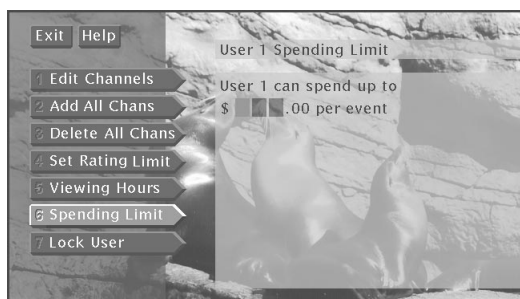 Exit Help
User 1 Spending Limit
1 Edit Channels
2 Add All Chans
3 Delete All Chans
4 Set Rating Limit
5 Viewing Hours
6 Spending Limit
7 Lock User
User 1 can spend up to
$ .00 per event